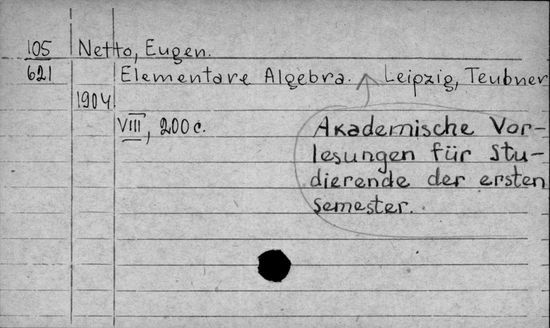 105 Netto, Eugen.
621 Elementare Algebra. Leipzig, Teubner
1904
VIII, 200 c.
Akademische Vor-
lesungen für Stu-
dierende der ersten
Semester.